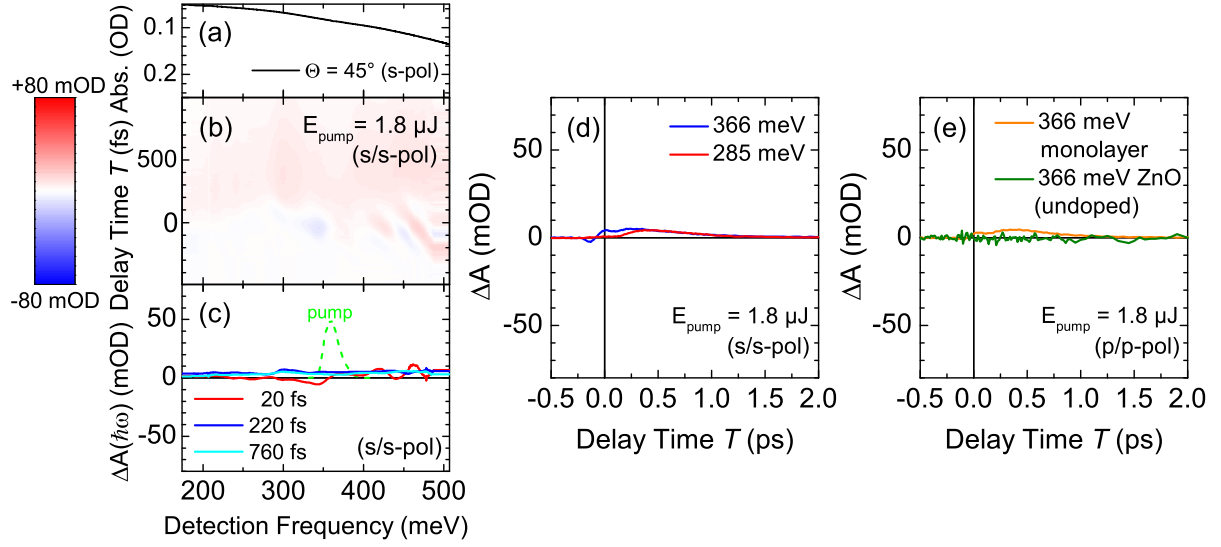 +80 mOD
-80 mOD
Abs. (OD)
0.1
0.2
(a)
Θ = 45° (s-pol)
Delay Time T (fs)
500
0
(b)
E_pump = 1.8 µJ
(s/s-pol)
ΔA(ℏω) (mOD)
50
0
-50
(c)
pump
20 fs
220 fs
760 fs
(s/s-pol)
200 300 400 500
Detection Frequency (meV)
ΔA (mOD)
50
0
-50
(d)
366 meV
285 meV
E_pump = 1.8 µJ
(s/s-pol)
-0.5 0.0 0.5 1.0 1.5 2.0
Delay Time T (ps)
ΔA (mOD)
50
0
-50
(e)
366 meV
monolayer
366 meV ZnO
(undoped)
E_pump = 1.8 µJ
(p/p-pol)
-0.5 0.0 0.5 1.0 1.5 2.0
Delay Time T (ps)